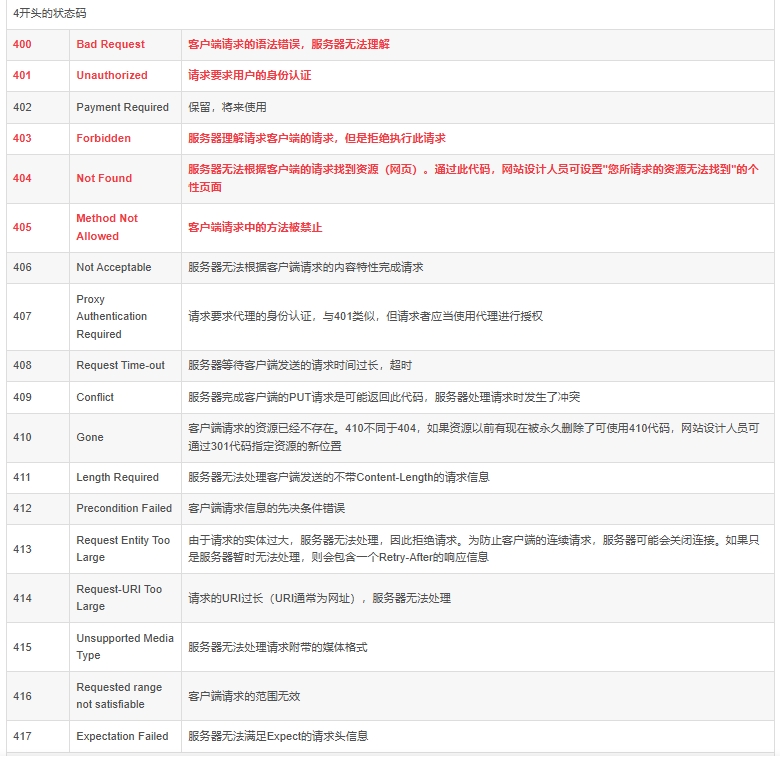 4开头的状态码
400 Bad Request 客户端请求的语法错误，服务器无法理解
401 Unauthorized 请求要求用户的身份认证
402 Payment Required 保留，将来使用
403 Forbidden 服务器理解请求客户端的请求，但是拒绝执行此请求
404 Not Found 服务器无法根据客户端的请求找到资源（网页）。通过此代码，网站设计人员可设置"您所请求的资源无法找到"的个
性页面
405 Method Not
Allowed 客户端请求中的方法被禁止
406 Not Acceptable 服务器无法根据客户端请求的内容特性完成请求
407 Proxy
Authentication
Required 请求要求代理的身份认证，与401类似，但请求者应当使用代理进行授权
408 Request Time-out 服务器等待客户端发送的请求时间过长，超时
409 Conflict 服务器完成客户端的PUT请求是可能返回此代码，服务器处理请求时发生了冲突
410 Gone 客户端请求的资源已经不存在。410不同于404，如果资源以前有现在被永久删除了可使用410代码，网站设计人员可
通过301代码指定资源的新位置
411 Length Required 服务器无法处理客户端发送的不带Content-Length的请求信息
412 Precondition Failed 客户端请求信息的先决条件错误
413 Request Entity Too
Large 由于请求的实体过大，服务器无法处理，因此拒绝请求。为防止客户端的连续请求，服务器可能会关闭连接。如果只
是服务器暂时无法处理，则会包含一个Retry-After的响应信息
414 Request-URI Too
Large 请求的URI过长（URI通常为网址），服务器无法处理
415 Unsupported Media
Type 服务器无法处理请求附带的媒体格式
416 Requested range
not satisfiable 客户端请求的范围无效
417 Expectation Failed 服务器无法满足Expect的请求头信息